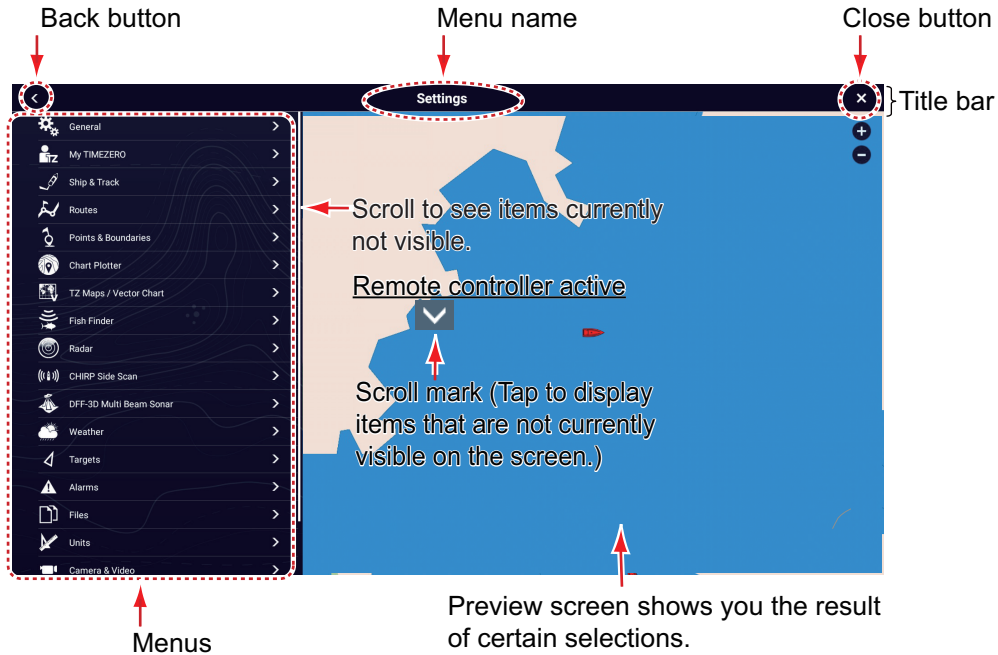 Back button
Menu name
Close button
Settings
Title bar
General
My TIMEZERO
Ship & Track
Routes
Points & Boundaries
Chart Plotter
TZ Maps / Vector Chart
Fish Finder
Radar
CHIRP Side Scan
DFF-3D Multi Beam Sonar
Weather
Targets
Alarms
Files
Units
Camera & Video
Scroll to see items currently
not visible.
Remote controller active
Scroll mark (Tap to display
items that are not currently
visible on the screen.)
Menus
Preview screen shows you the result
of certain selections.